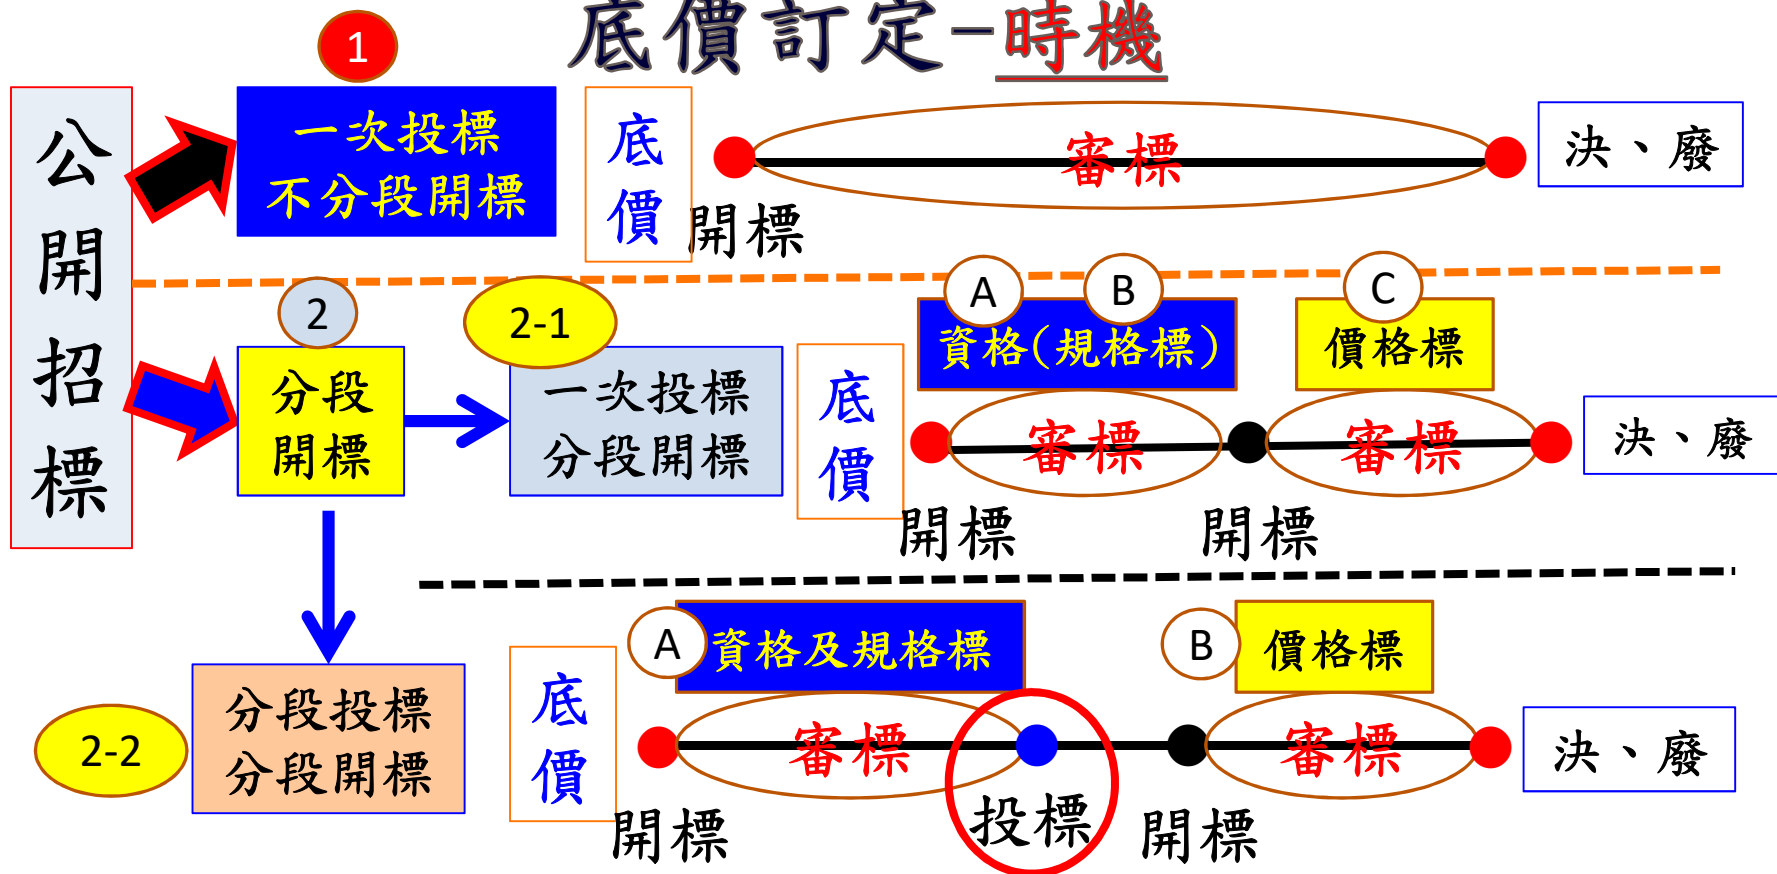 底價訂定-時機
1
公開招標
一次投標
不分段開標
底價
審標
開標
決、廢
2
分段
開標
2-1
一次投標
分段開標
底價
A
B
資格(規格標)
C
價格標
審標
審標
開標
開標
決、廢
2-2
分段投標
分段開標
底價
A
資格及規格標
B
價格標
審標
審標
開標
投標
開標
決、廢